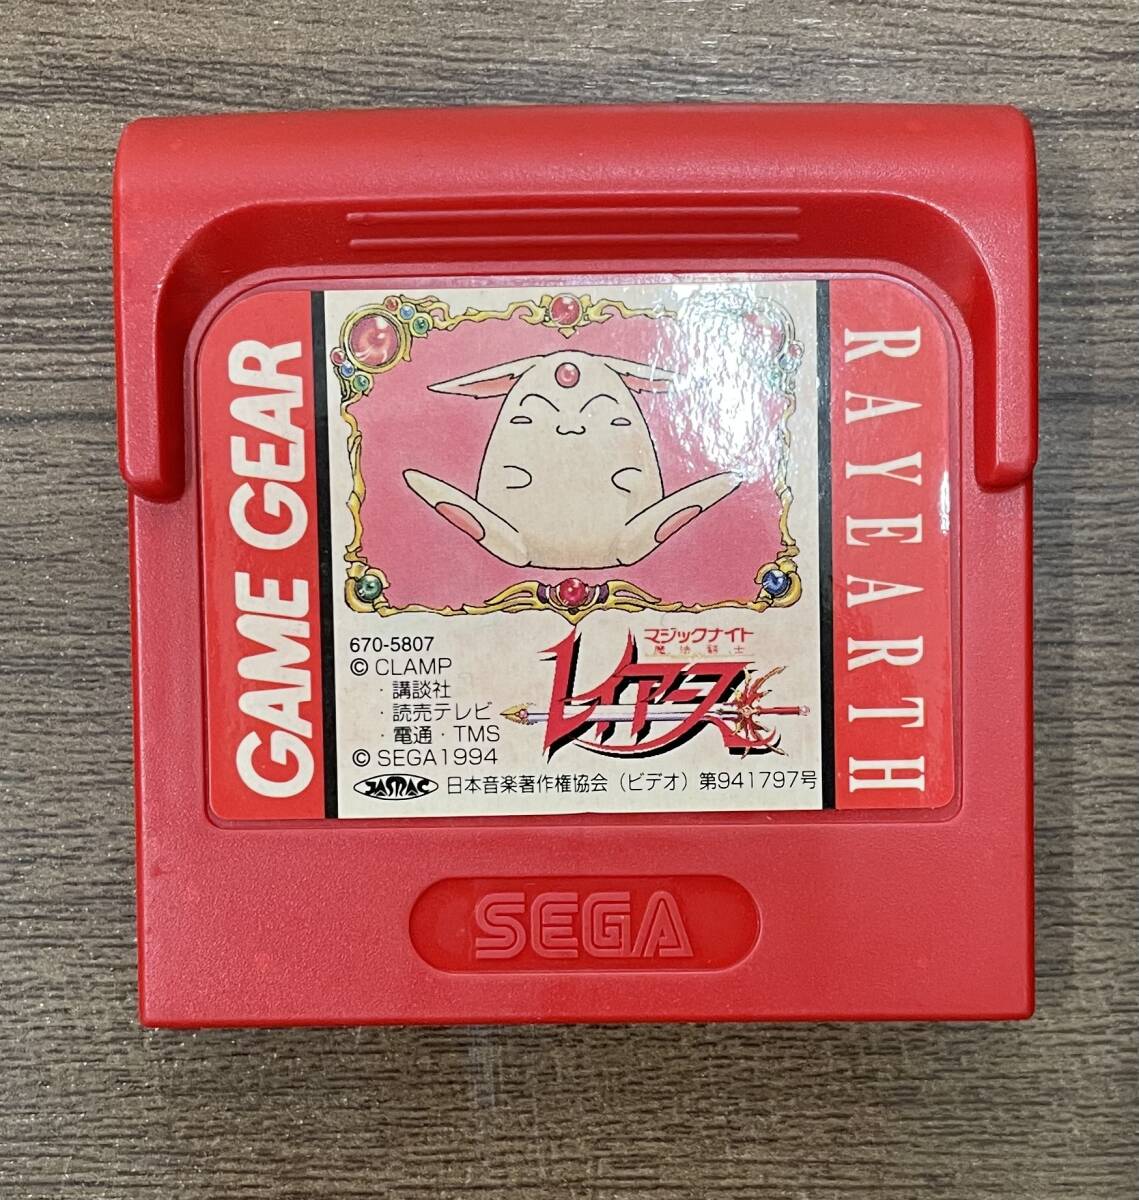 GAME GEAR
670-5807
© CLAMP
・講談社
・読売テレビ
・電通・TMS
© SEGA1994
マジックナイト
魔法騎士
レイアース
JASRAC 日本音楽著作権協会（ビデオ）第941797号
RAYEARTH
SEGA